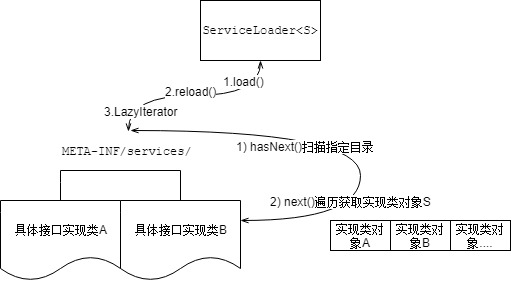 ServiceLoader<S>
1.load()
2.reload()
3.LazyIterator
1) hasNext()扫描指定目录
META-INF/services/
2) next()遍历获取实现类对象S
具体接口实现类A
具体接口实现类B
实现类对
象A
实现类对
象B
实现类对
象....